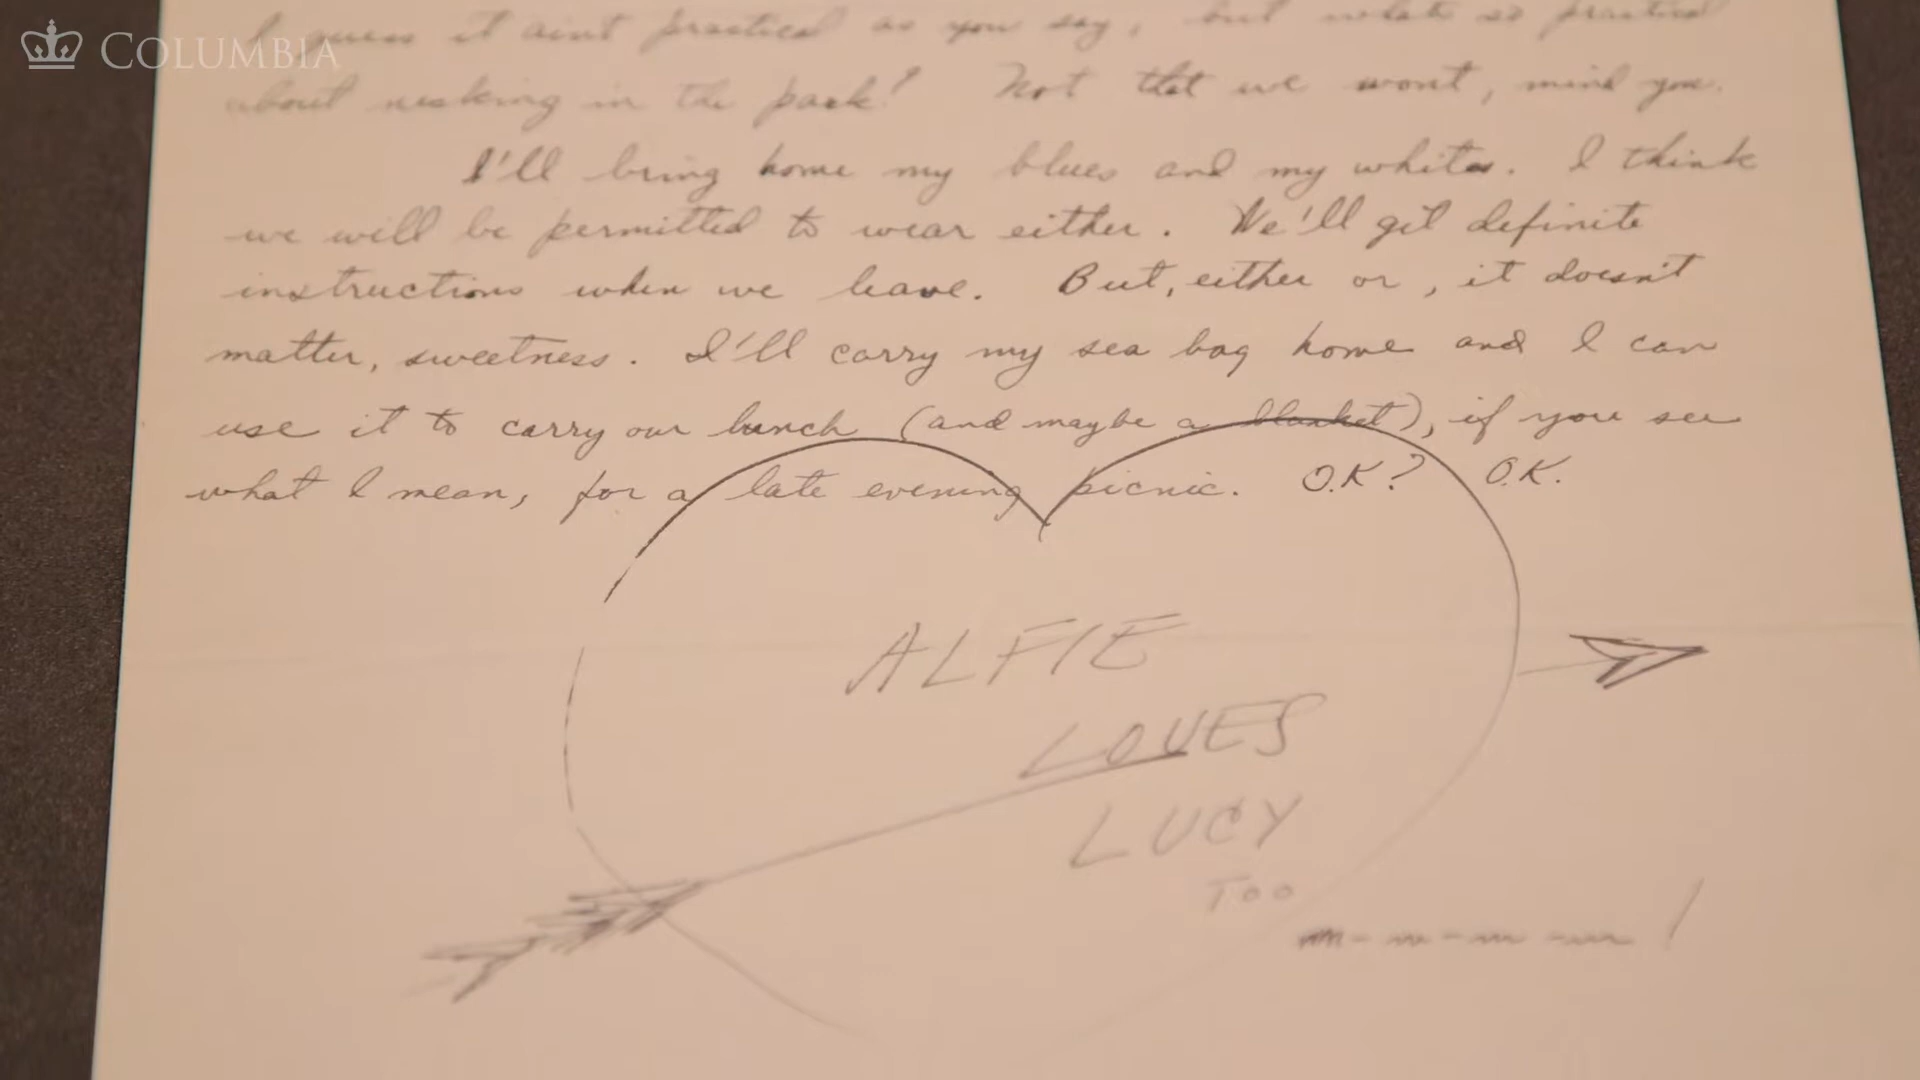 COLUMBIA
I guess it aint practical as you say, but whats so practical
about necking in the park? Not that we wont, mind you.
I'll bring home my blues and my whites. I think
we will be permitted to wear either. We'll get definite
instructions when we leave. But, either or, it doesn't
matter, sweetness. I'll carry my sea bag home and I can
use it to carry our lunch (and maybe a blanket), if you see
what I mean, for a late evening picnic. O.K.? O.K.
ALFIE
LOVES
LUCY
TOO
m-m-m-m!